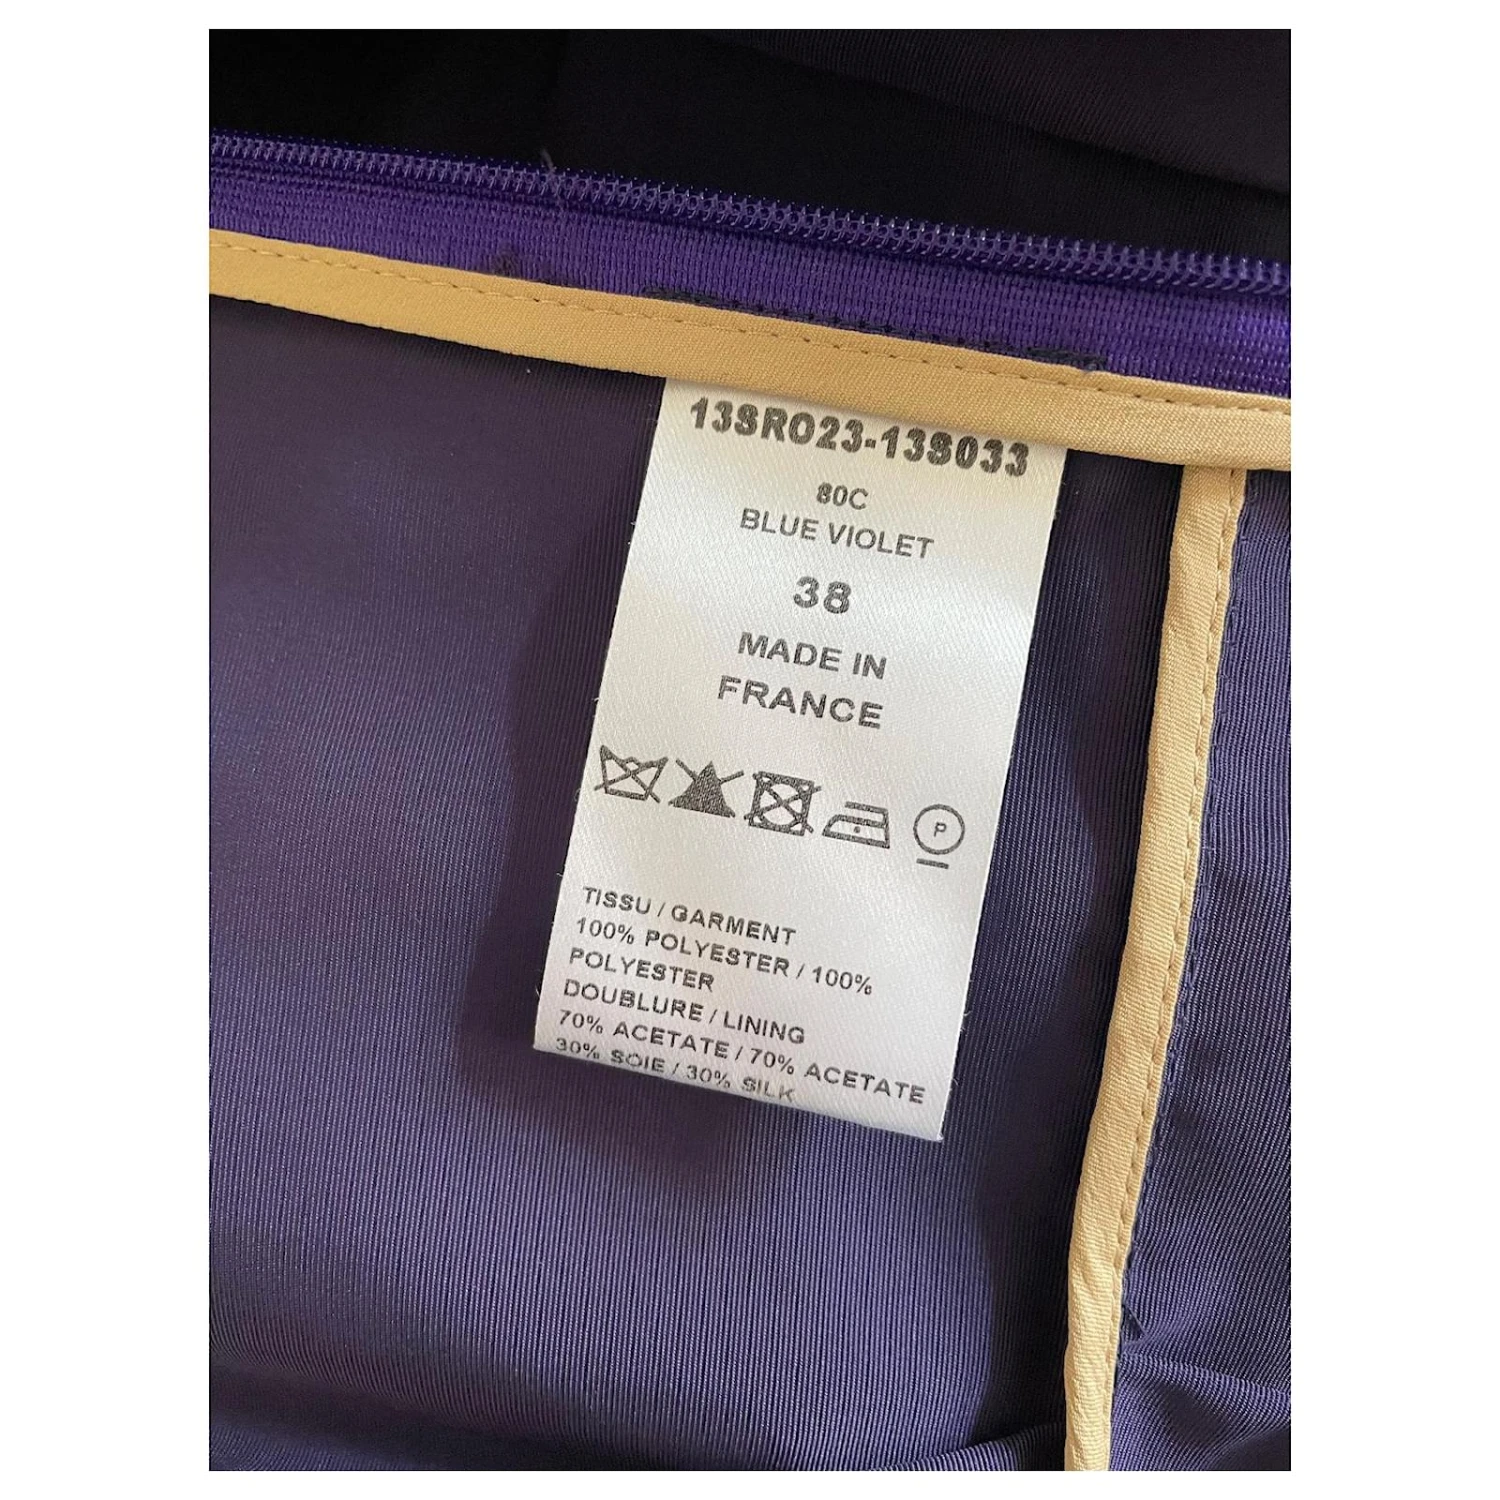 13SRO23-13S033
80C
BLUE VIOLET
38
MADE IN
FRANCE
P
TISSU / GARMENT
100% POLYESTER / 100%
POLYESTER
DOUBLURE / LINING
70% ACETATE / 70% ACETATE
30% SOIE / 30% SILK